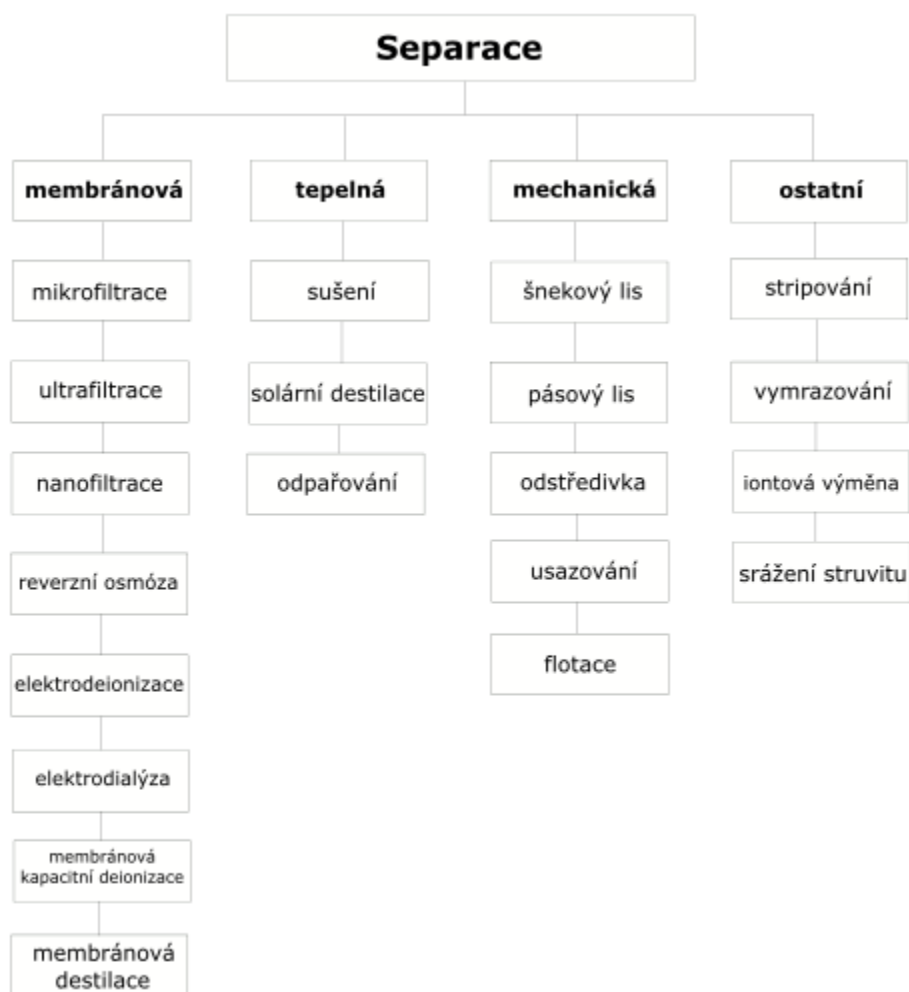 Separace
membránová
mikrofiltrace
ultrafiltrace
nanofiltrace
reverzní osmóza
elektrodeionizace
elektrodialýza
membránová
kapacitní deionizace
membránová
destilace
tepelná
sušení
solární destilace
odpařování
mechanická
šnekový lis
pásový lis
odstředivka
usazování
flotace
ostatní
stripování
vymrazování
iontová výměna
srážení struvitu